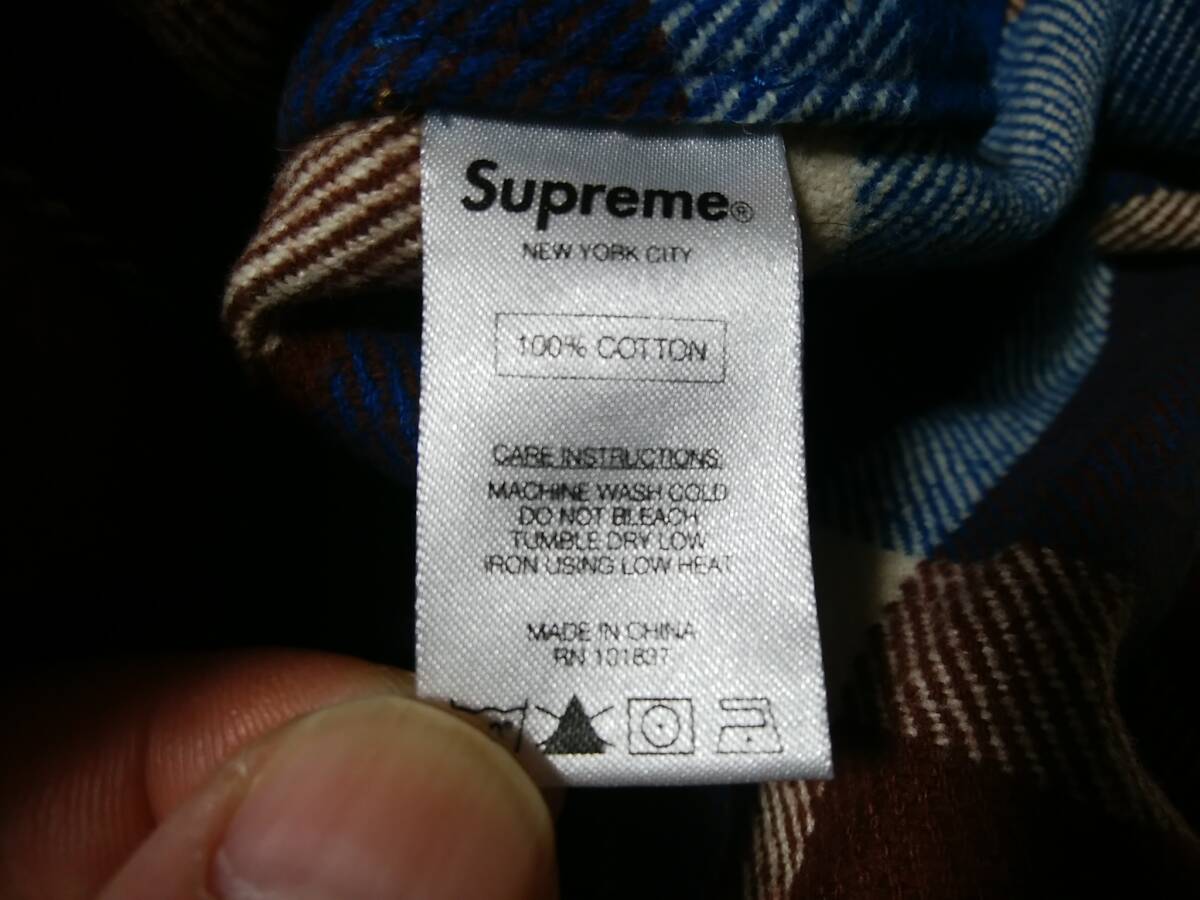 Supreme®
NEW YORK CITY
100% COTTON
CARE INSTRUCTIONS:
MACHINE WASH COLD
DO NOT BLEACH
TUMBLE DRY LOW
IRON USING LOW HEAT
MADE IN CHINA
RN 101837